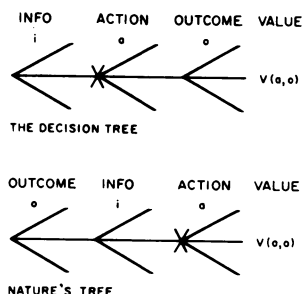 INFO ACTION OUTCOME VALUE
i a o
V(a,o)
THE DECISION TREE
OUTCOME INFO ACTION VALUE
o i a
V(a,o)
NATURE'S TREE